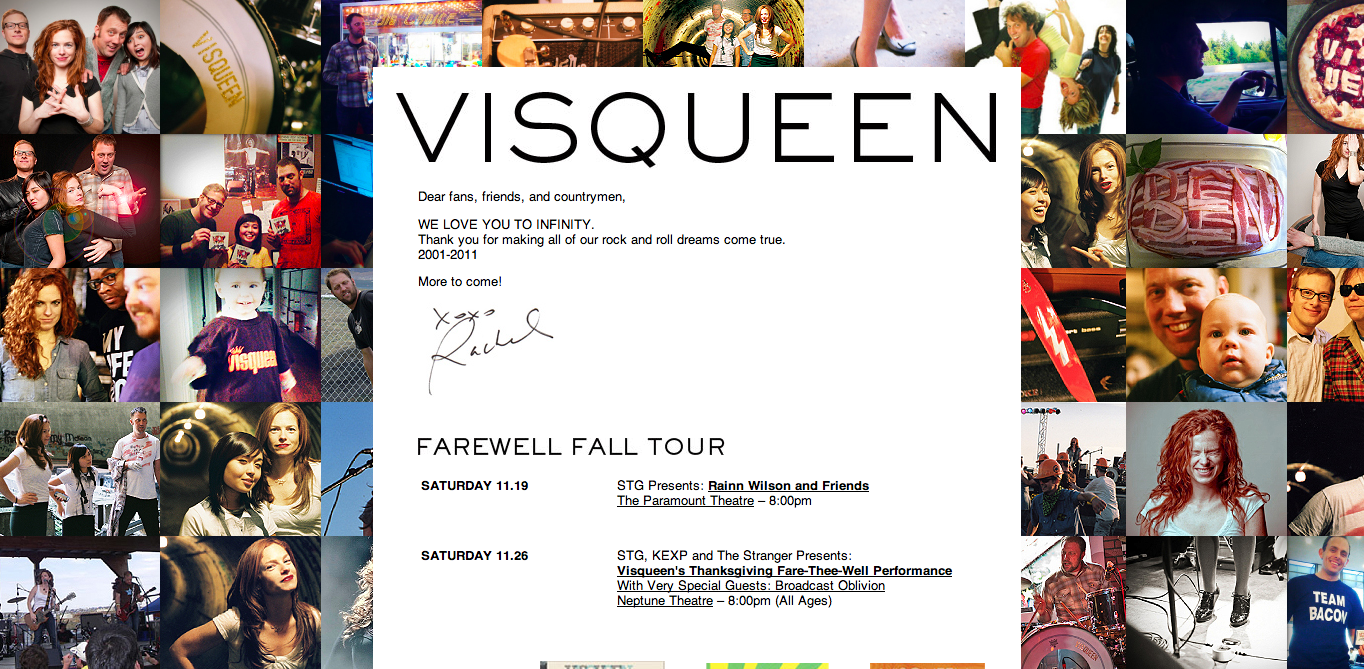 VISQUEEN
Dear fans, friends, and countrymen,
WE LOVE YOU TO INFINITY.
Thank you for making all of our rock and roll dreams come true.
2001-2011
More to come!
xoxo
Rachel
FAREWELL FALL TOUR
SATURDAY 11.19
STG Presents: Rainn Wilson and Friends
The Paramount Theatre – 8:00pm
SATURDAY 11.26
STG, KEXP and The Stranger Presents:
Visqueen's Thanksgiving Fare-Thee-Well Performance
With Very Special Guests: Broadcast Oblivion
Neptune Theatre – 8:00pm (All Ages)
VISQUEEN
Visqueen
TEAM
BACON